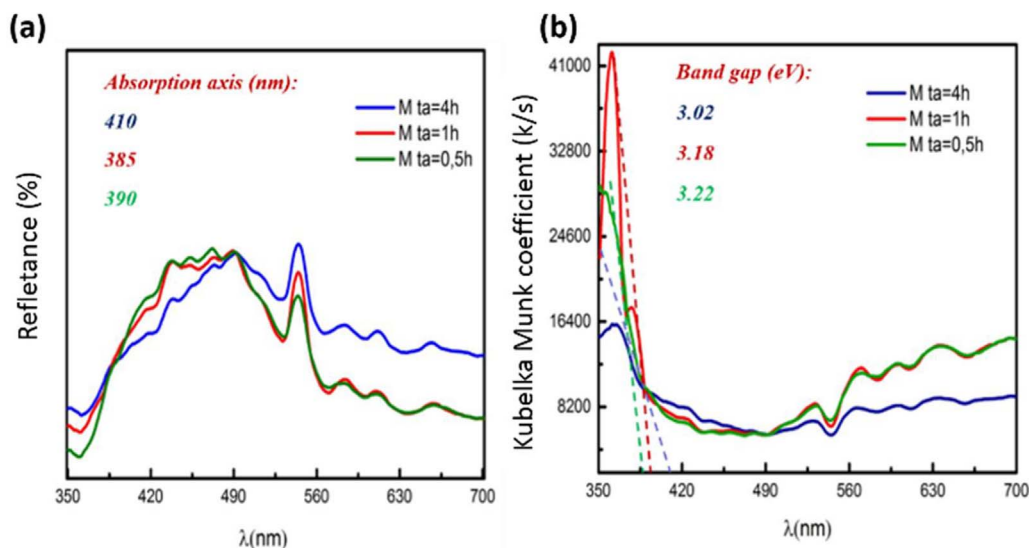 (a)
Refletance (%)
Absorption axis (nm):
410
385
390
M ta=4h
M ta=1h
M ta=0,5h
350 420 490 560 630 700
λ(nm)
(b)
Kubelka Munk coefficient (k/s)
41000
32800
24600
16400
8200
Band gap (eV):
3.02
3.18
3.22
M ta=4h
M ta=1h
M ta=0,5h
350 420 490 560 630 700
λ(nm)